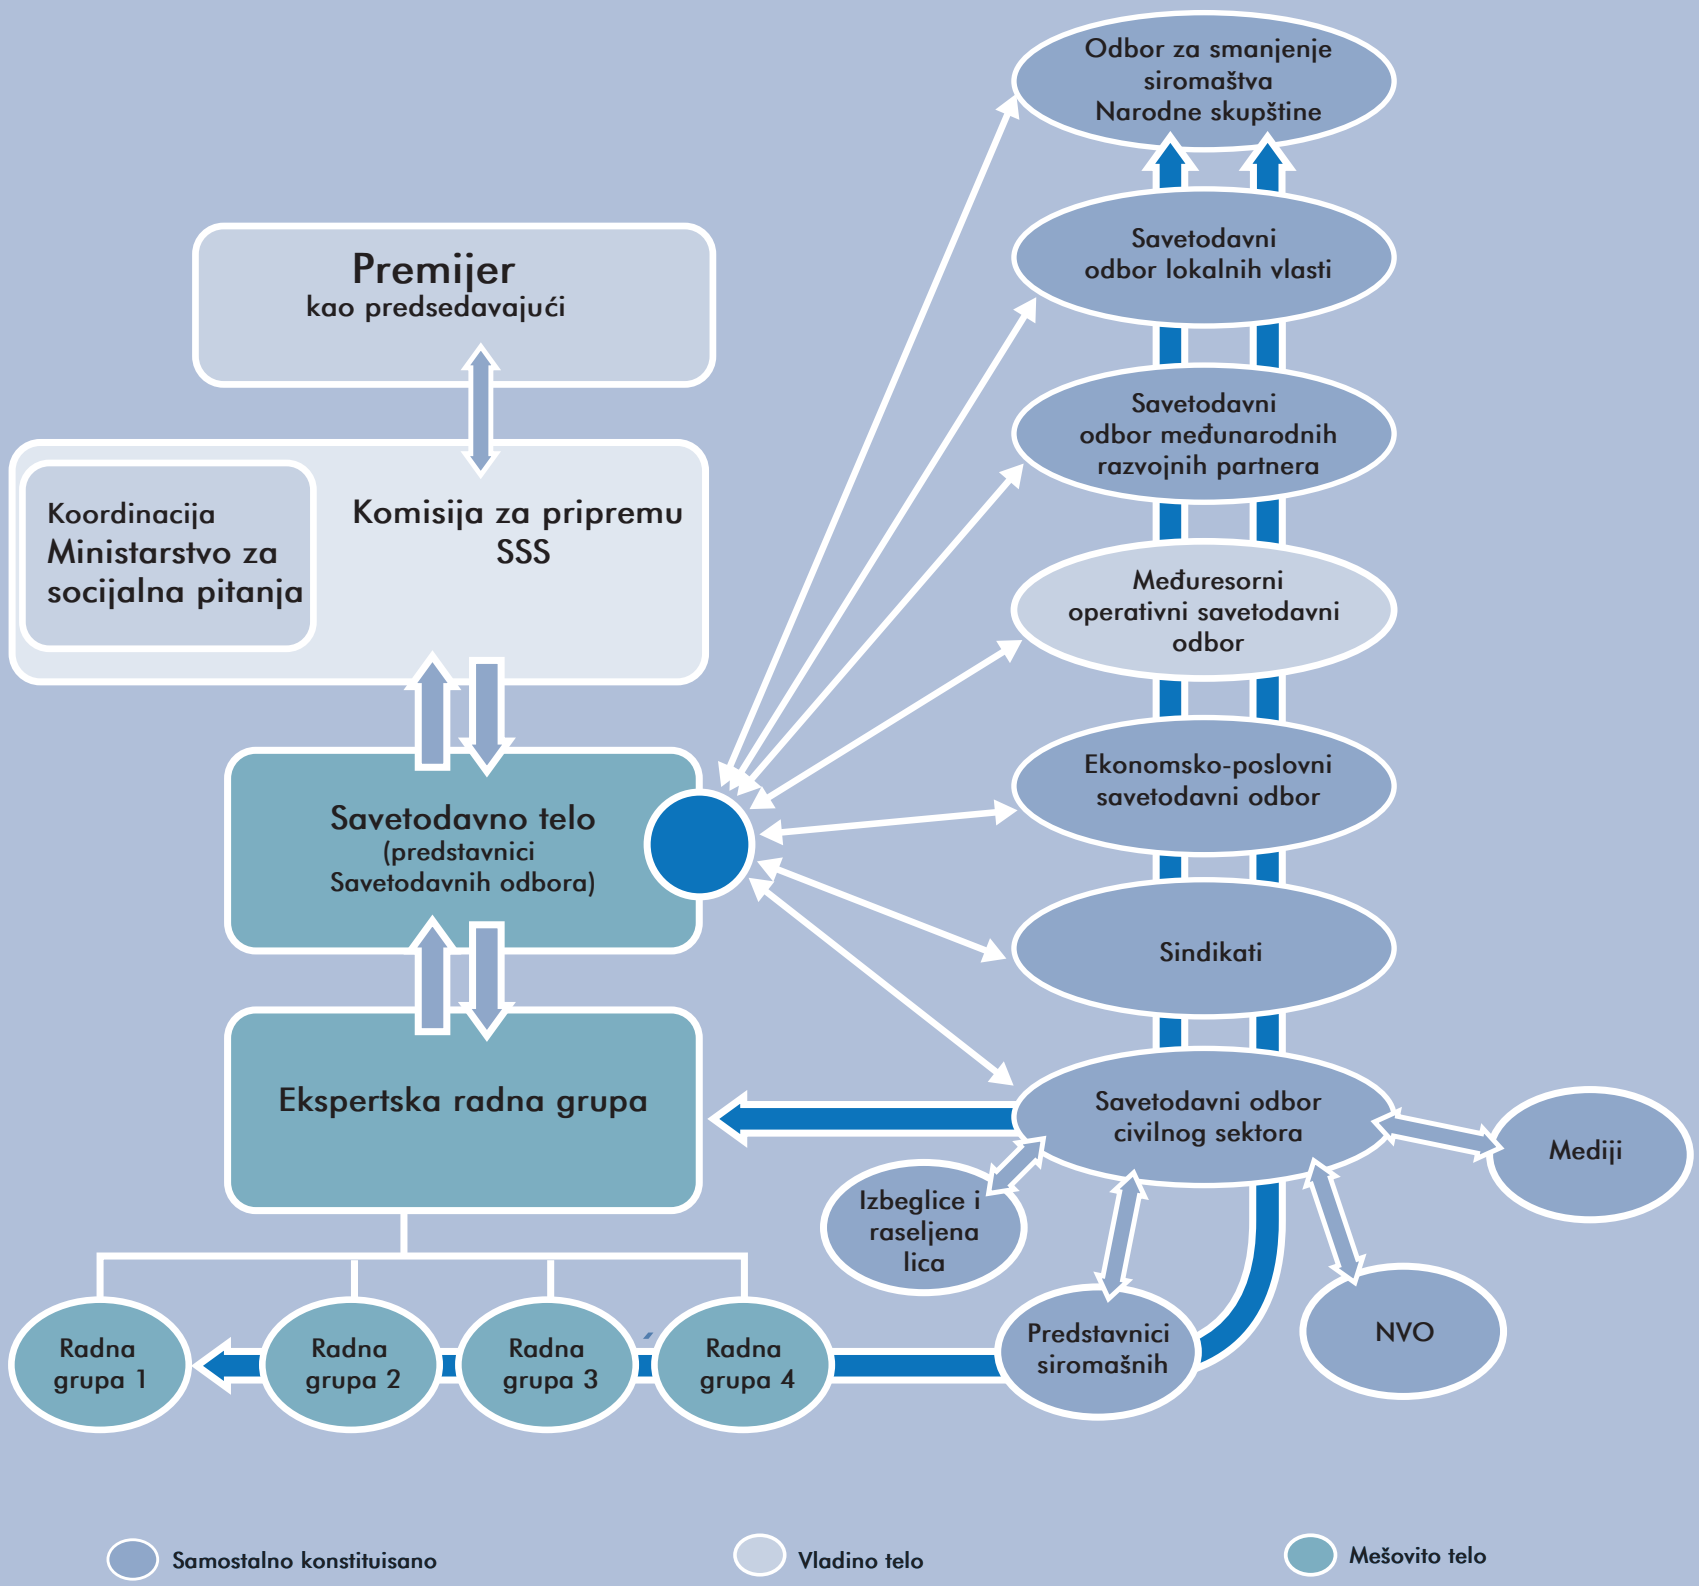 Premijer
kao predsedavajući
Koordinacija
Ministarstvo za
socijalna pitanja
Komisija za pripremu
SSS
Savetodavno telo
(predstavnici
Savetodavnih odbora)
Ekspertska radna grupa
Radna
grupa 1
Radna
grupa 2
Radna
grupa 3
Radna
grupa 4
Odbor za smanjenje
siromaštva
Narodne skupštine
Savetodavni
odbor lokalnih vlasti
Savetodavni
odbor međunarodnih
razvojnih partnera
Međuresorni
operativni savetodavni
odbor
Ekonomsko-poslovni
savetodavni odbor
Sindikati
Savetodavni odbor
civilnog sektora
Mediji
Izbeglice i
raseljena
lica
Predstavnici
siromašnih
NVO
Samostalno konstituisano
Vladino telo
Mešovito telo